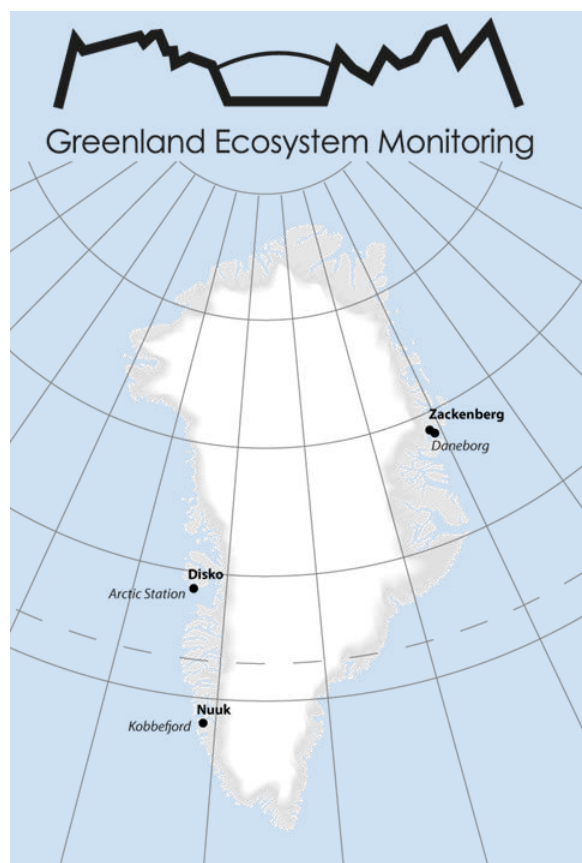 Greenland Ecosystem Monitoring
Zackenberg
Daneborg
Disko
Arctic Station
Nuuk
Kobbefjord